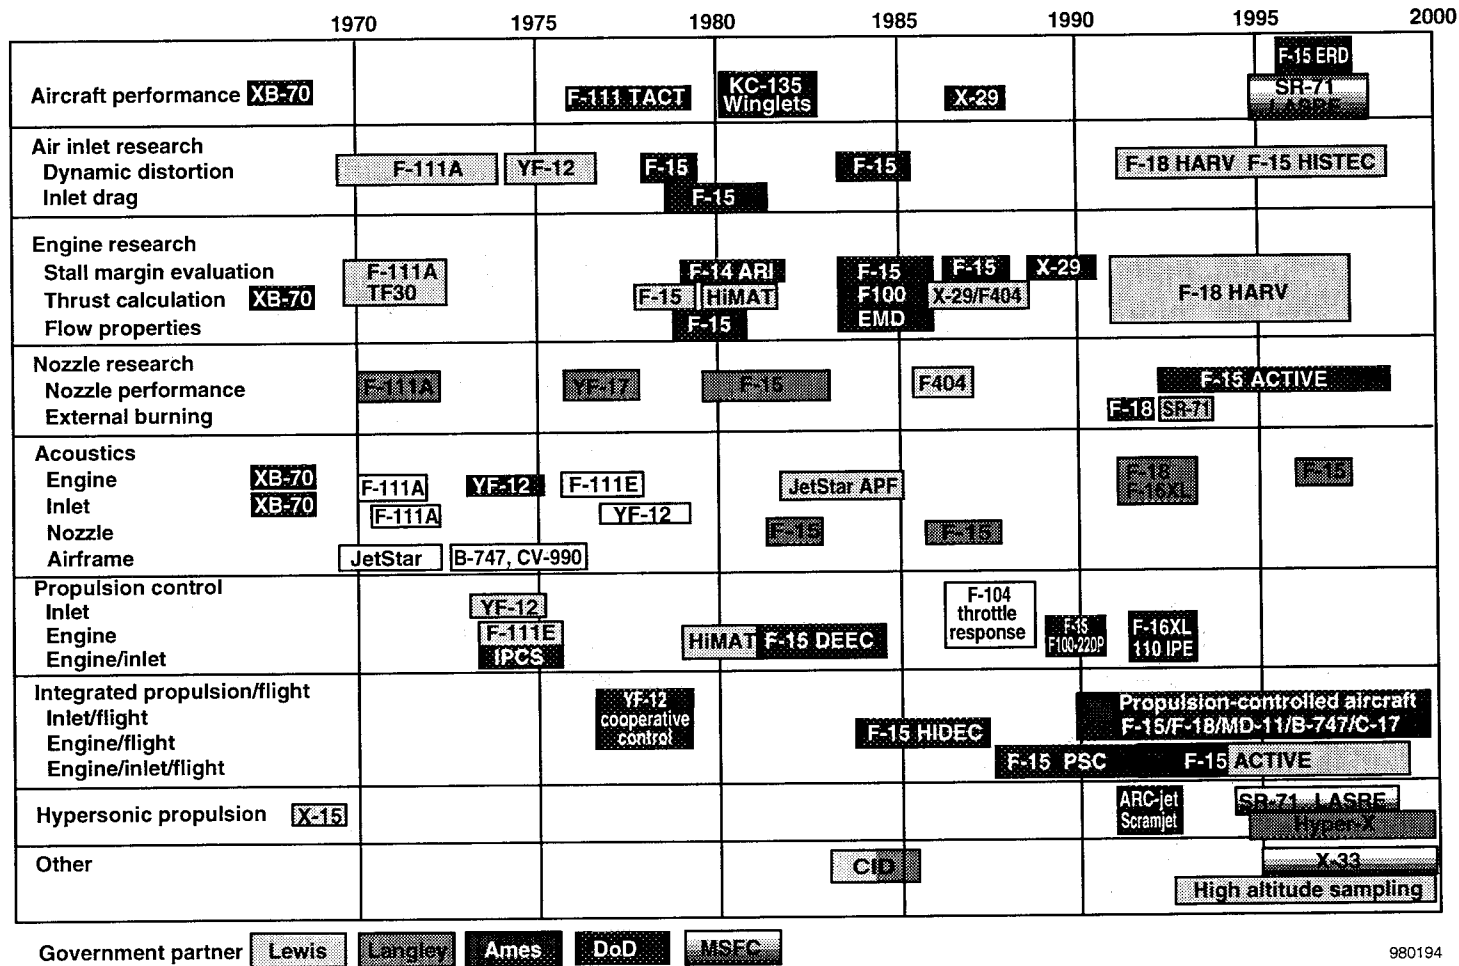 1970 1975 1980 1985 1990 1995 2000
F-15 ERD
Aircraft performance XB-70 F-111 TACT KC-135 Winglets X-29 SR-71 LASRE
Air inlet research
Dynamic distortion F-111A YF-12 F-15 F-15 F-18 HARV F-15 HISTEC
Inlet drag F-15
Engine research
Stall margin evaluation F-111A TF30 F-14 ARI F-15 F100 EMD F-15 X-29 F-18 HARV
Thrust calculation XB-70 F-15 HiMAT X-29/F404
Flow properties F-15
Nozzle research
Nozzle performance F-111A YF-17 F-15 F404 F-15 ACTIVE
External burning F-18 SR-71
Acoustics
Engine XB-70 F-111A YF-12 F-111E JetStar APF F-18 F-16XL F-15
Inlet XB-70 F-111A YF-12
Nozzle F-15 F-15
Airframe JetStar B-747, CV-990
Propulsion control
Inlet YF-12 F-104 throttle response
Engine F-111E HiMAT F-15 DEEC F-15 F100-220P F-16XL 110 IPE
Engine/inlet IPCS
Integrated propulsion/flight
Inlet/flight YF-12 cooperative control Propulsion-controlled aircraft F-15/F-18/MD-11/B-747/C-17
Engine/flight F-15 HIDEC
Engine/inlet/flight F-15 PSC F-15 ACTIVE
Hypersonic propulsion X-15 ARC-jet Scramjet SR-71 LASRE
Hyper-X
Other CID X-33
High altitude sampling
Government partner Lewis Langley Ames DoD MSFC
980194